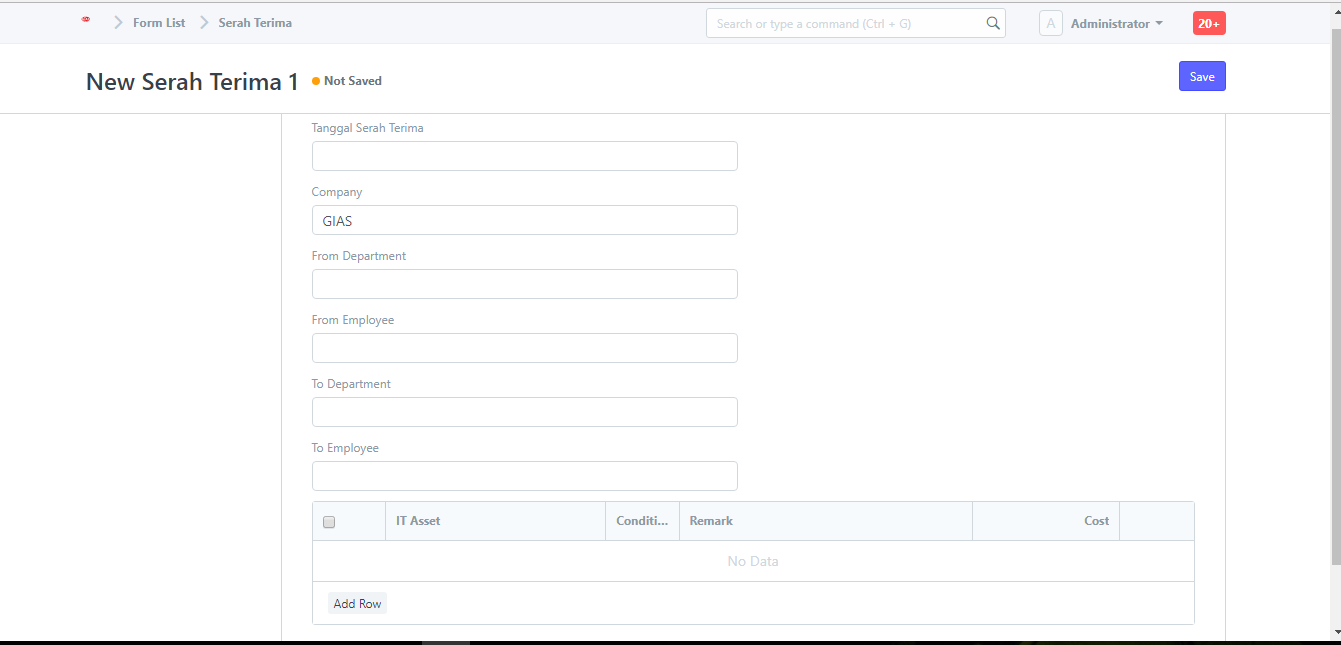 Form List
Serah Terima
Search or type a command (Ctrl + G)
A
Administrator
20+
New Serah Terima 1
Not Saved
Save
Tanggal Serah Terima
Company
GIAS
From Department
From Employee
To Department
To Employee
IT Asset
Conditi...
Remark
Cost
No Data
Add Row